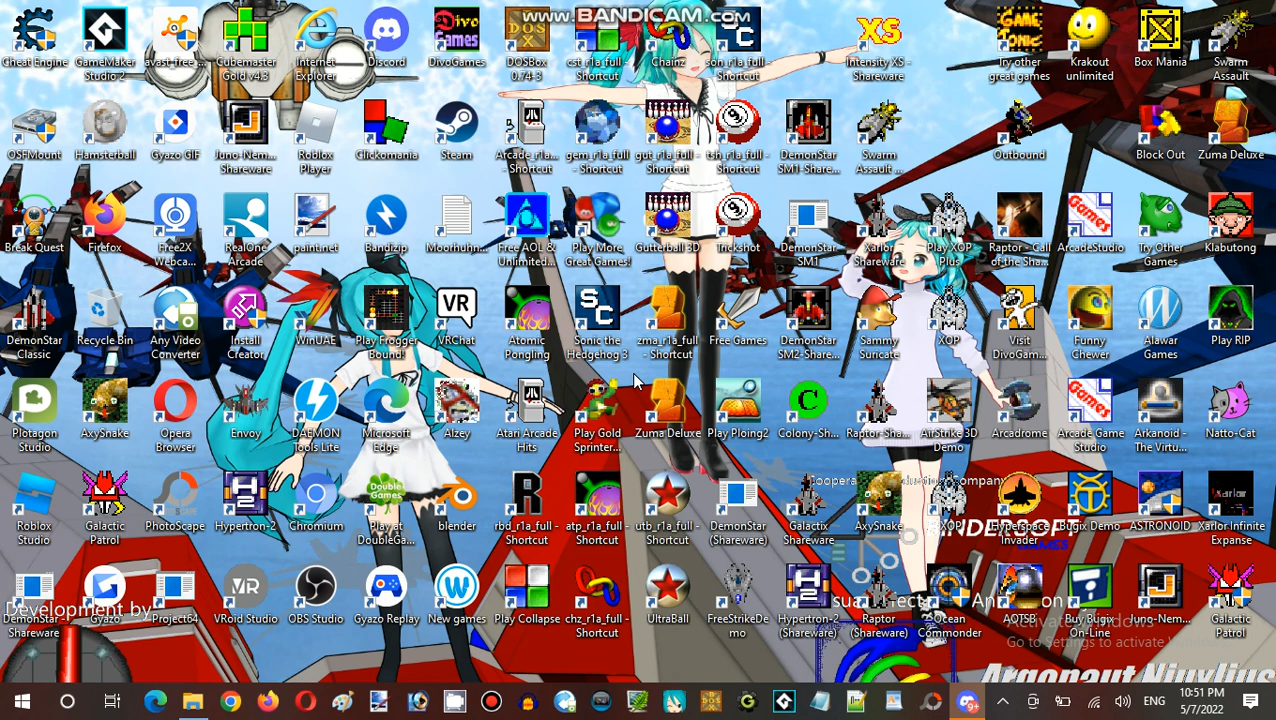 www.BANDICAM.com
Cheat Engine
GameMaker Studio 2
avast_free_...
Cubemaster Gold v4.3
Internet Explorer
Discord
DivoGames
DOSBox 0.74-3
cst_r1a_full - Shortcut
Chainz
son_r1a_full - Shortcut
Intensity XS - Shareware
Try other great games
Krakout unlimited
Box Mania
Swarm Assault
OSFMount
Hamsterball
Gyazo GIF
Juno-Nem... Shareware
Roblox Player
Clickomania
Steam
Arcade_r1a... - Shortcut
gem_r1a_full - Shortcut
gut_r1a_full - Shortcut
tsh_r1a_full - Shortcut
DemonStar SM1-Share...
Swarm Assault ...
Outbound
Block Out
Zuma Deluxe
Break Quest
Firefox
Free2X Webca...
RealOne Arcade
paint.net
Bandizip
Moorhuhn...
Free AOL & Unlimited...
Play More Great Games!
Gutterball 3D
Trickshot
DemonStar SM1
Xarlor Shareware
Play XOP Plus
Raptor - Call of the Sha...
ArcadeStudio
Try Other Games
Klabutong
DemonStar Classic
Recycle Bin
Any Video Converter
Install Creator
WinUAE
Play Frogger Bound!
VRChat
Atomic Pongling
Sonic the Hedgehog 3
zma_r1a_full - Shortcut
Free Games
DemonStar SM2-Share...
Sammy Suricate
XOP
Visit DivoGam...
Funny Chewer
Alawar Games
Play RIP
Plotagon Studio
AxySnake
Opera Browser
Envoy
DAEMON Tools Lite
Microsoft Edge
Alzey
Atari Arcade Hits
Play Gold Sprinter...
Zuma Deluxe
Play Ploing2
Colony-Sh...
Raptor-Sha...
AirStrike 3D Demo
Arcadrome
Arcade Game Studio
Arkanoid - The Virtu...
Natto-Cat
Roblox Studio
Galactic Patrol
PhotoScape
Hypertron-2
Chromium
Play at DoubleGa...
blender
rbd_r1a_full - Shortcut
atp_r1a_full - Shortcut
utb_r1a_full - Shortcut
DemonStar (Shareware)
Galactix Shareware
AxySnake
XOP
Hyperspace Invader
Bugix Demo
ASTRONOID
Xarlor Infinite Expanse
DemonStar Shareware
Gyazo
Project64
VRoid Studio
OBS Studio
Gyazo Replay
New games
Play Collapse
chz_r1a_full - Shortcut
UltraBall
FreeStrikeDemo
Hypertron-2 (Shareware)
Raptor (Shareware)
Ocean Commonder
AOTSB
Buy Bugix On-Line
Juno-Nem...
Galactic Patrol
Development by
GAMES
Activate Windows
Go to Settings to activate Windows.
ENG
10:51 PM
5/7/2022